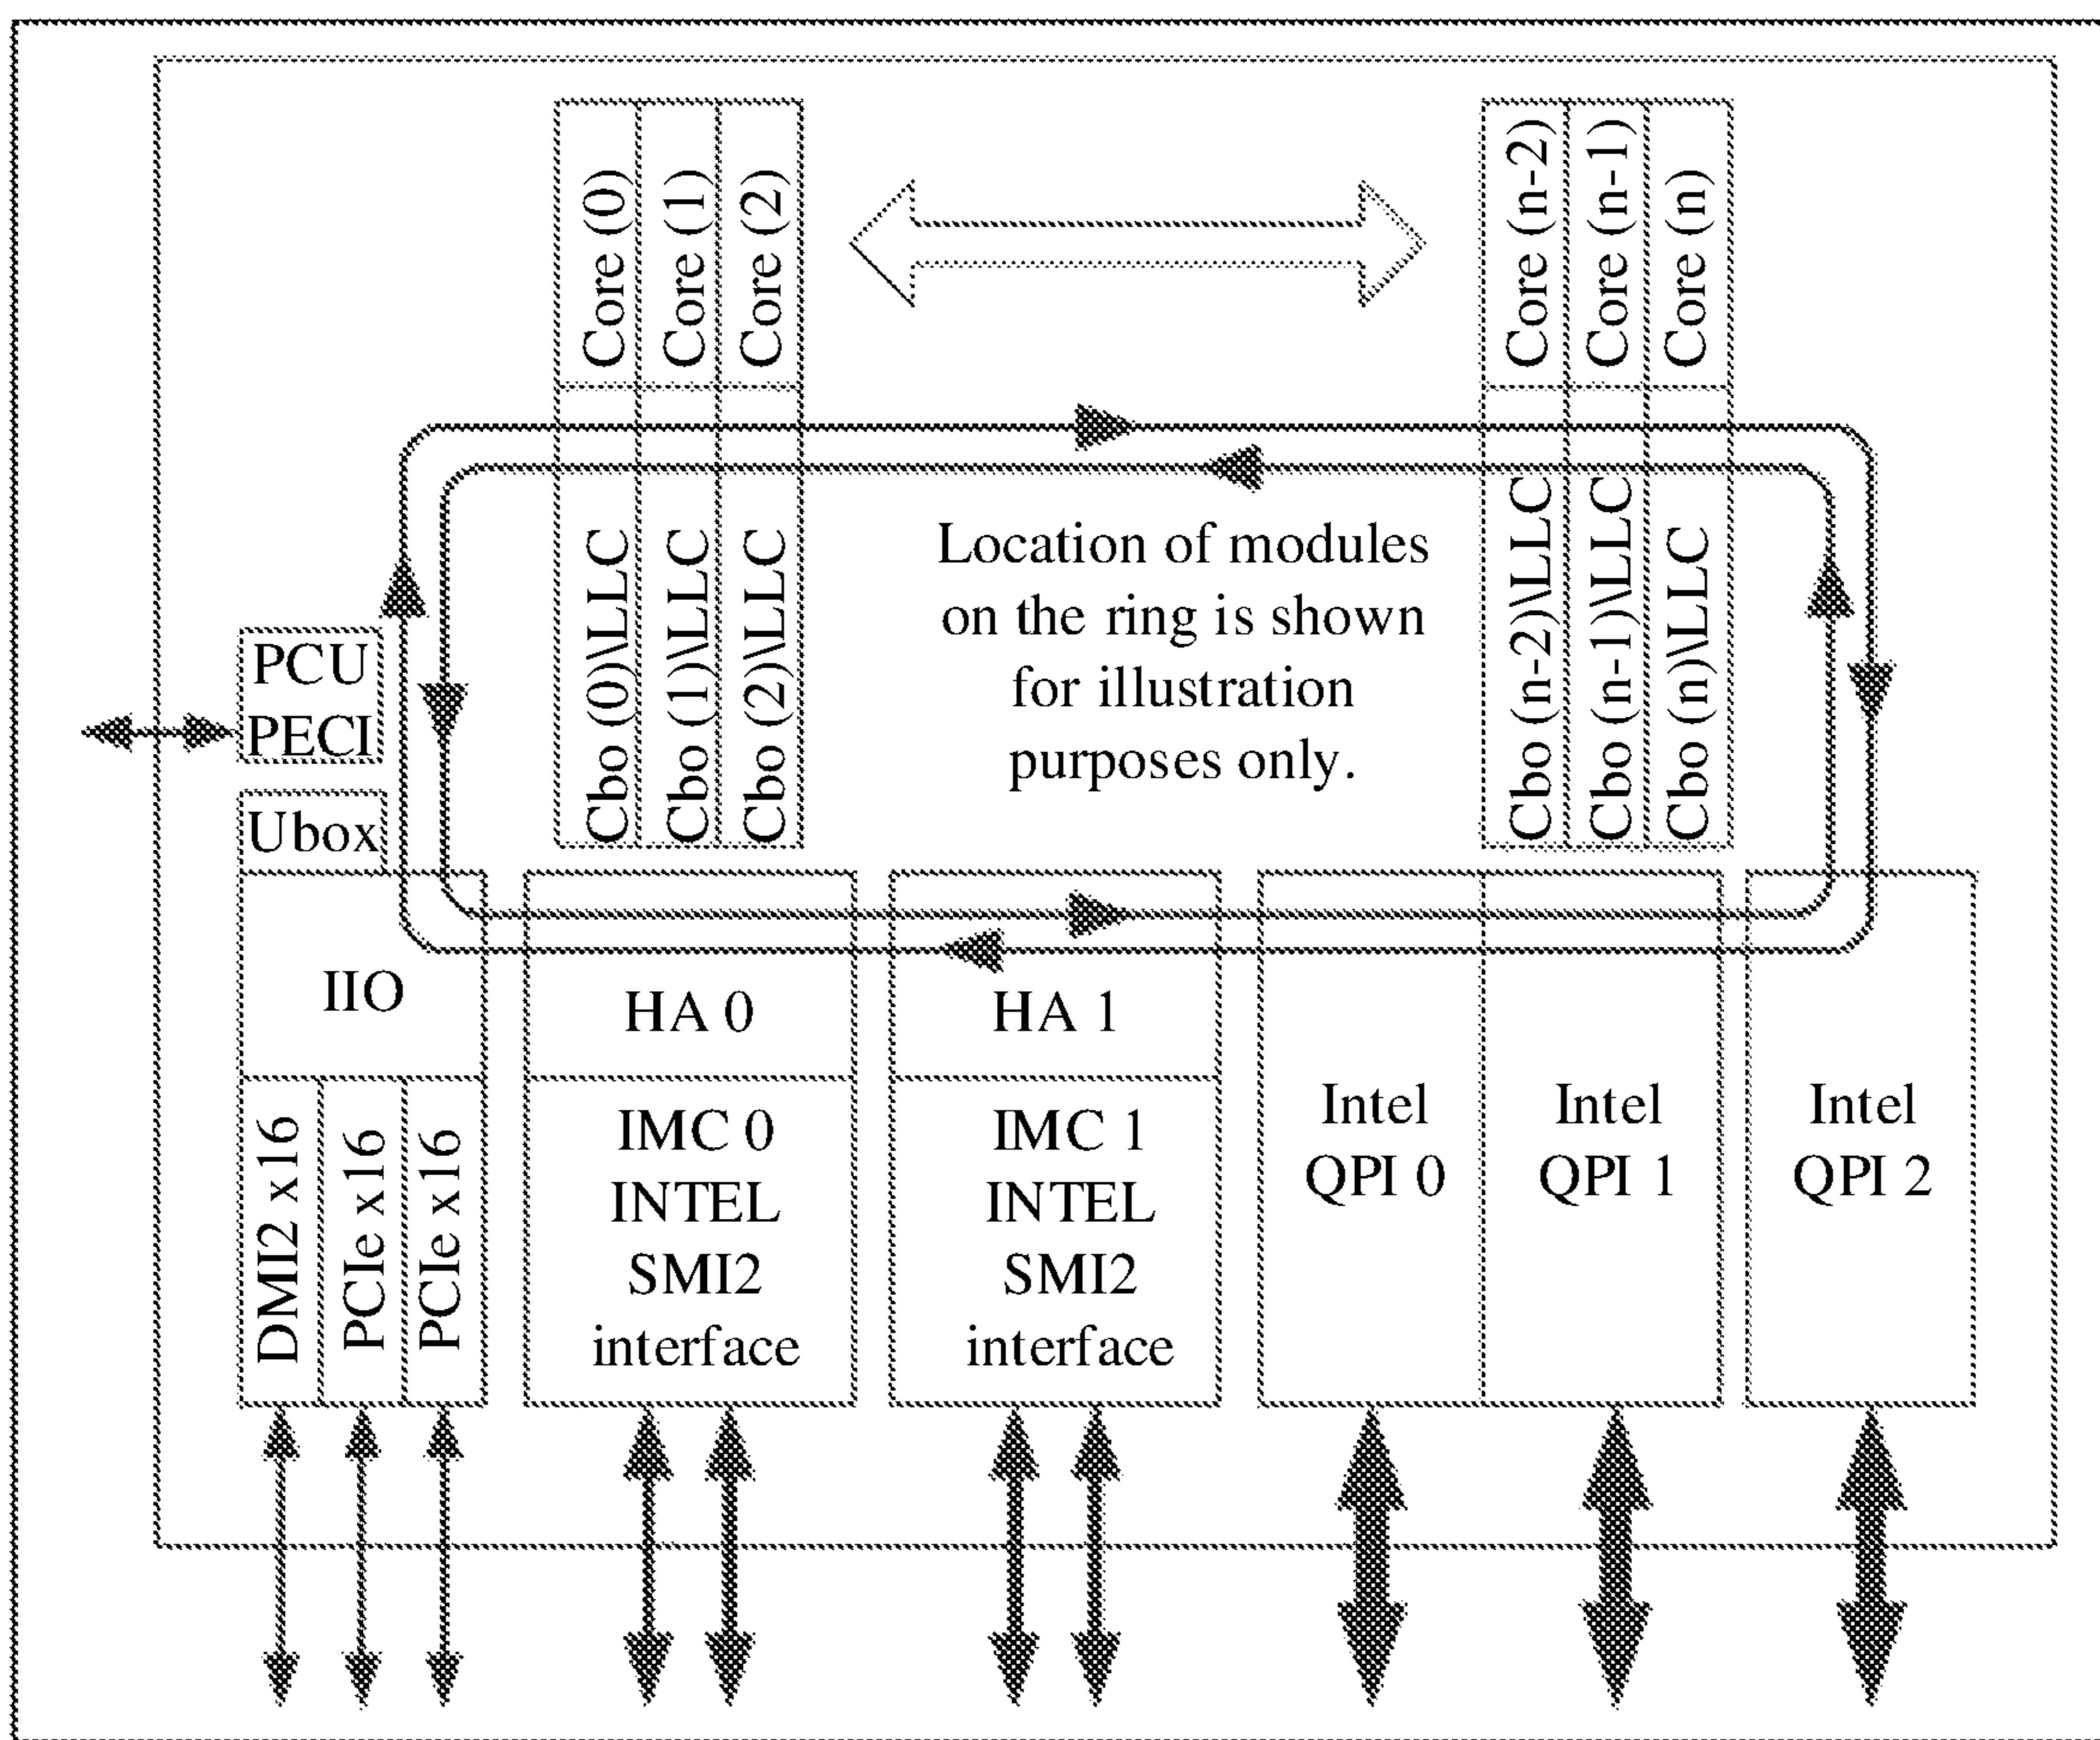 Core (0)
Core (1)
Core (2)
Core (n-2)
Core (n-1)
Core (n)
Cbo (0)\LLC
Cbo (1)\LLC
Cbo (2)\LLC
Location of modules
on the ring is shown
for illustration
purposes only.
Cbo (n-2)\LLC
Cbo (n-1)\LLC
Cbo (n)\LLC
PCU
PECI
Ubox
IIO
HA 0
HA 1
DMI2 x16
PCIe x16
PCIe x16
IMC 0
INTEL
SMI2
interface
IMC 1
INTEL
SMI2
interface
Intel
QPI 0
Intel
QPI 1
Intel
QPI 2